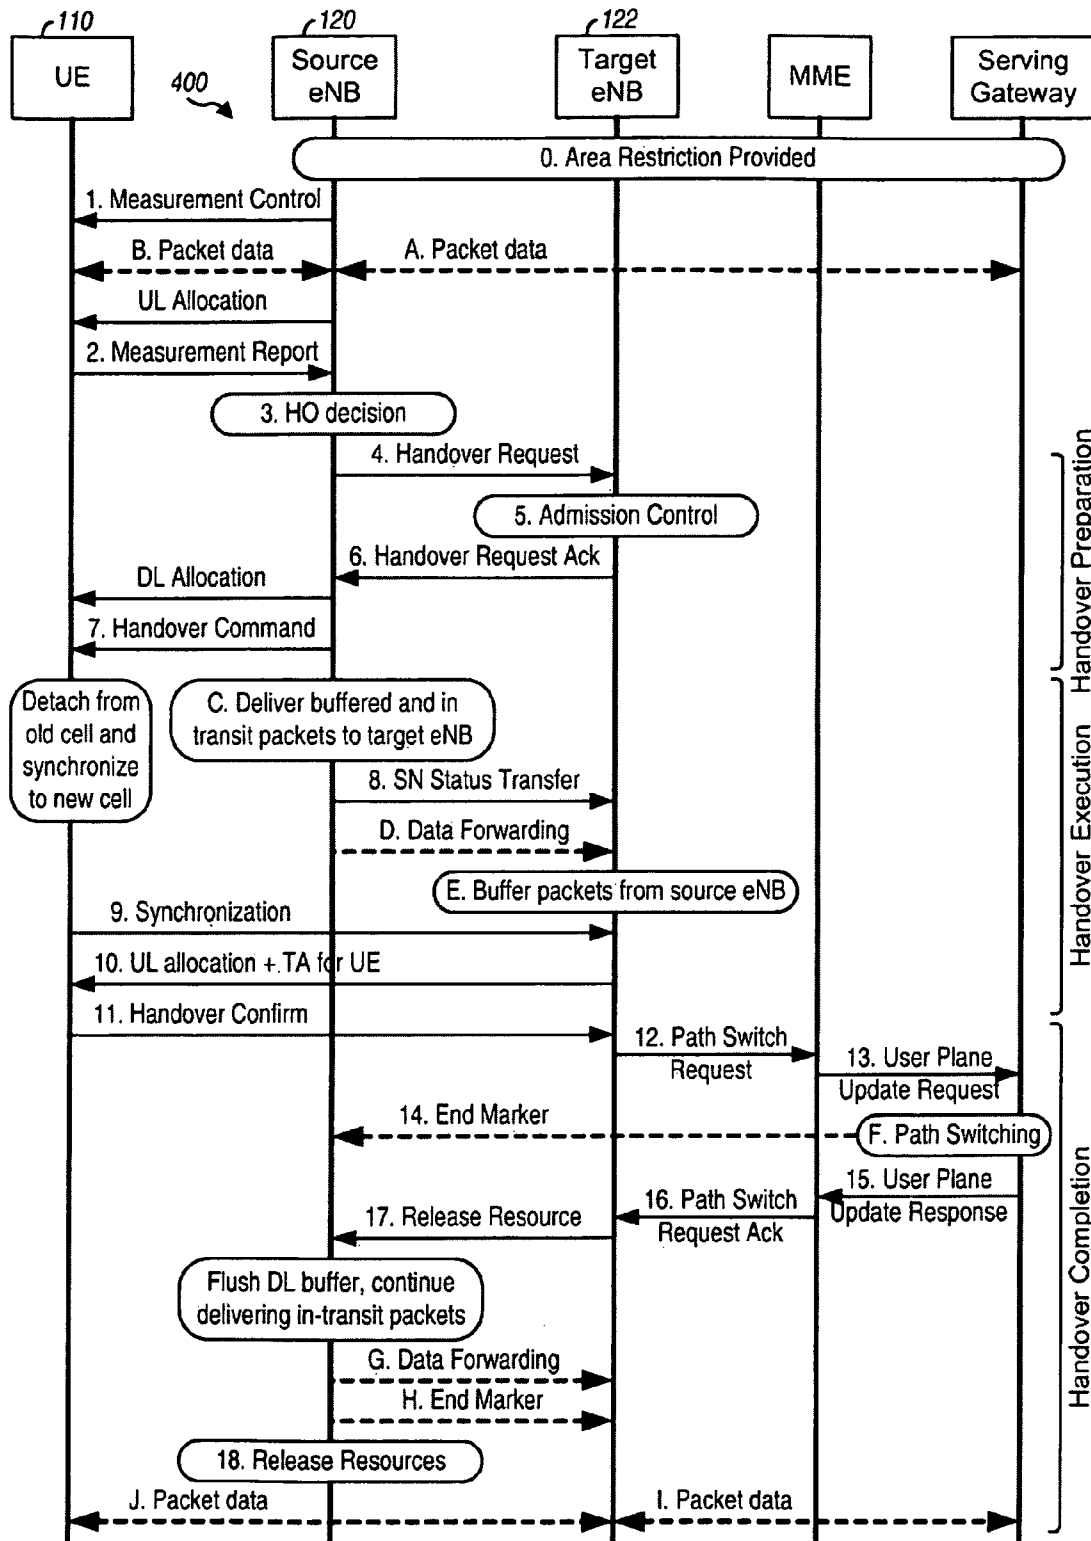 110
120
122
UE
Source
eNB
Target
eNB
MME
Serving
Gateway
400
0. Area Restriction Provided
1. Measurement Control
B. Packet data
A. Packet data
UL Allocation
2. Measurement Report
3. HO decision
4. Handover Request
5. Admission Control
6. Handover Request Ack
DL Allocation
7. Handover Command
Handover Preparation
Detach from
old cell and
synchronize
to new cell
C. Deliver buffered and in
transit packets to target eNB
8. SN Status Transfer
D. Data Forwarding
E. Buffer packets from source eNB
9. Synchronization
10. UL allocation + TA for UE
Handover Execution
11. Handover Confirm
12. Path Switch
Request
13. User Plane
Update Request
14. End Marker
F. Path Switching
15. User Plane
Update Response
16. Path Switch
Request Ack
17. Release Resource
Flush DL buffer, continue
delivering in-transit packets
G. Data Forwarding
H. End Marker
18. Release Resources
J. Packet data
I. Packet data
Handover Completion